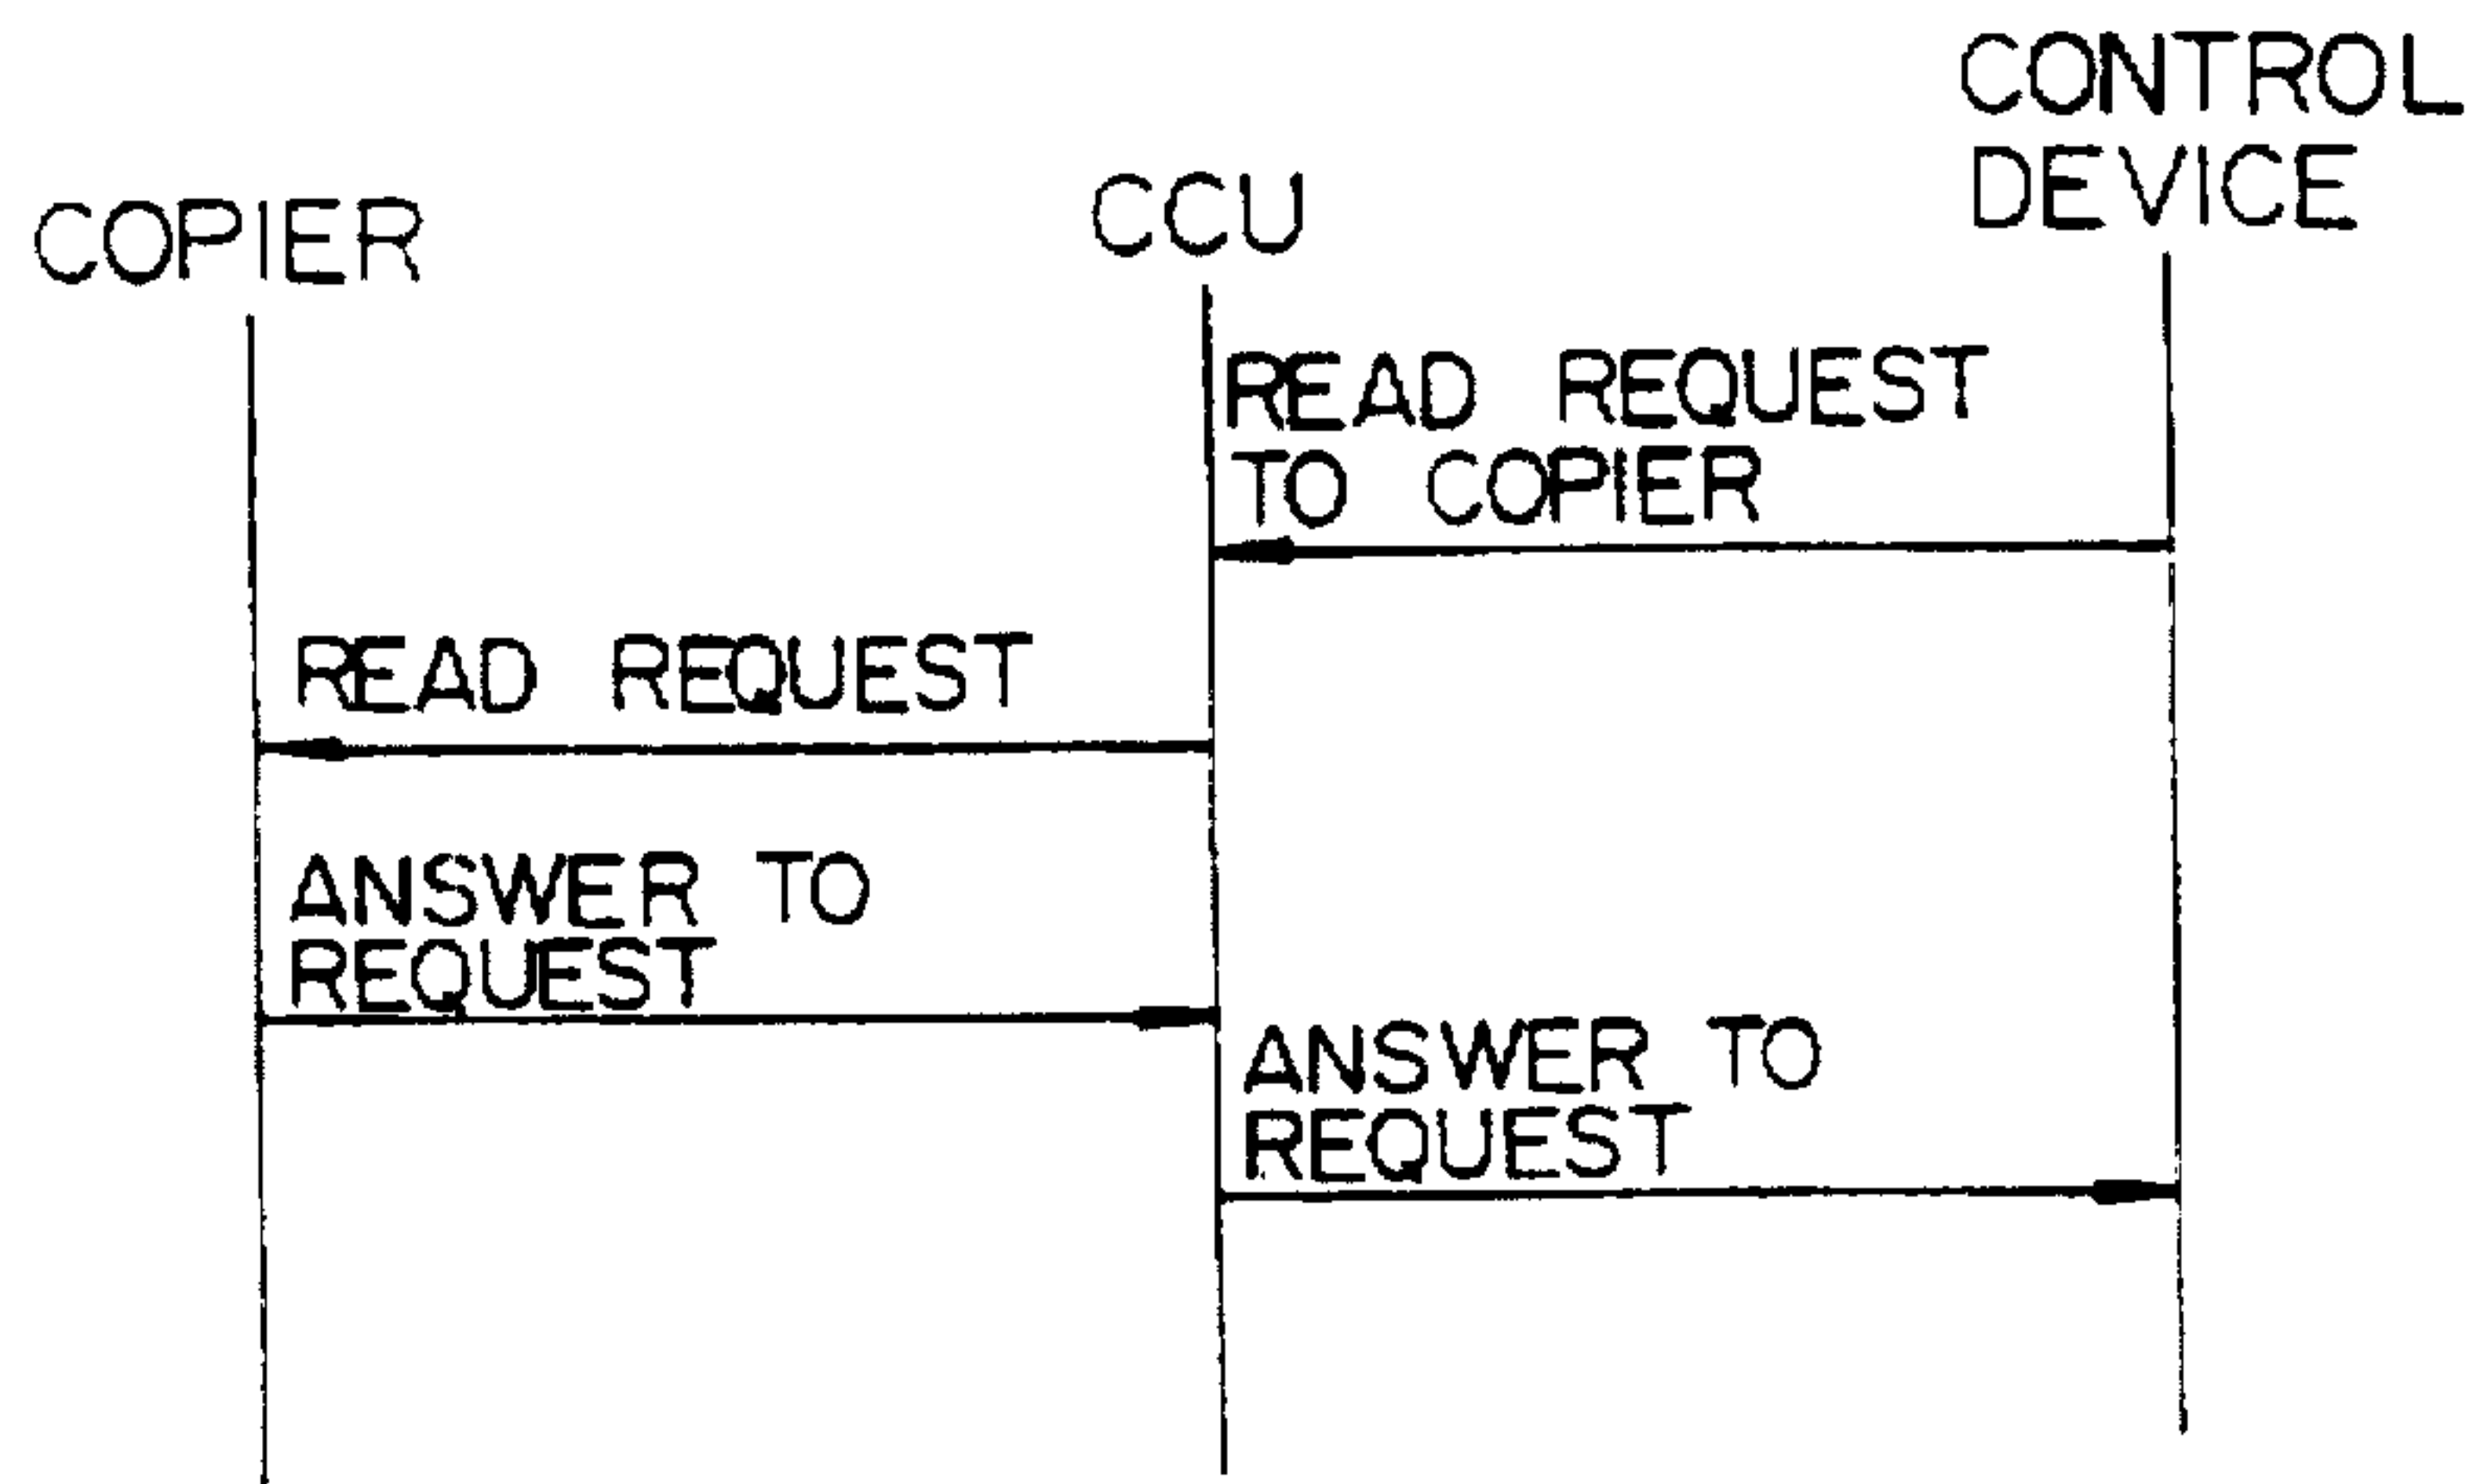 COPIER
CCU
CONTROL
DEVICE
READ REQUEST
TO COPIER
READ REQUEST
ANSWER TO
REQUEST
ANSWER TO
REQUEST